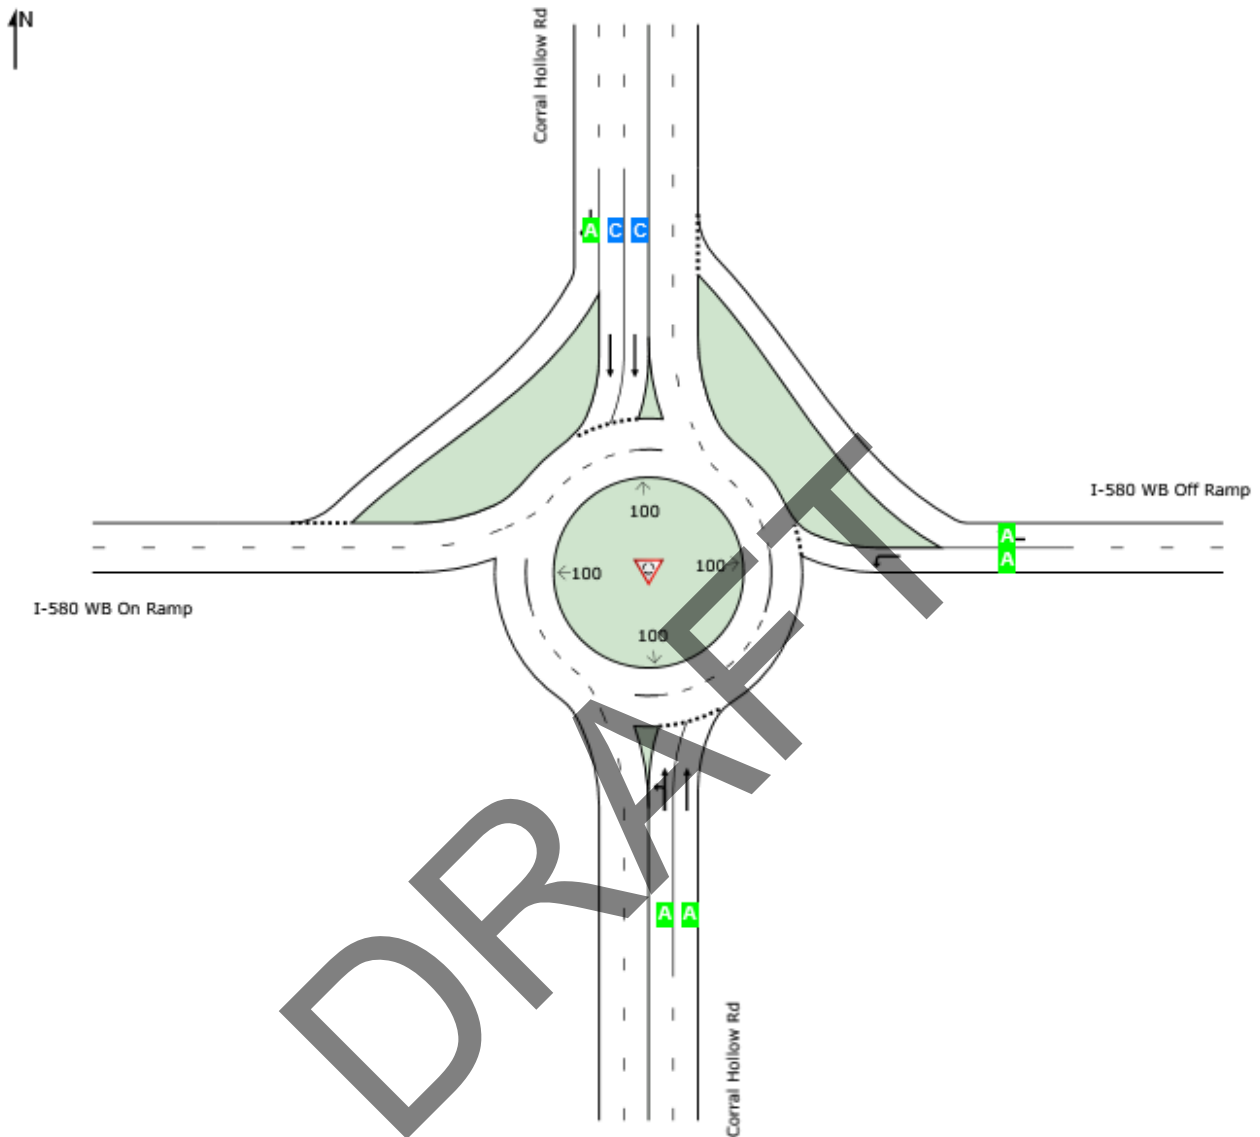 N
Corral Hollow Rd
A C C
100
I-580 WB Off Ramp
A
A
100
100
I-580 WB On Ramp
100
A A
Corral Hollow Rd
DRAFT